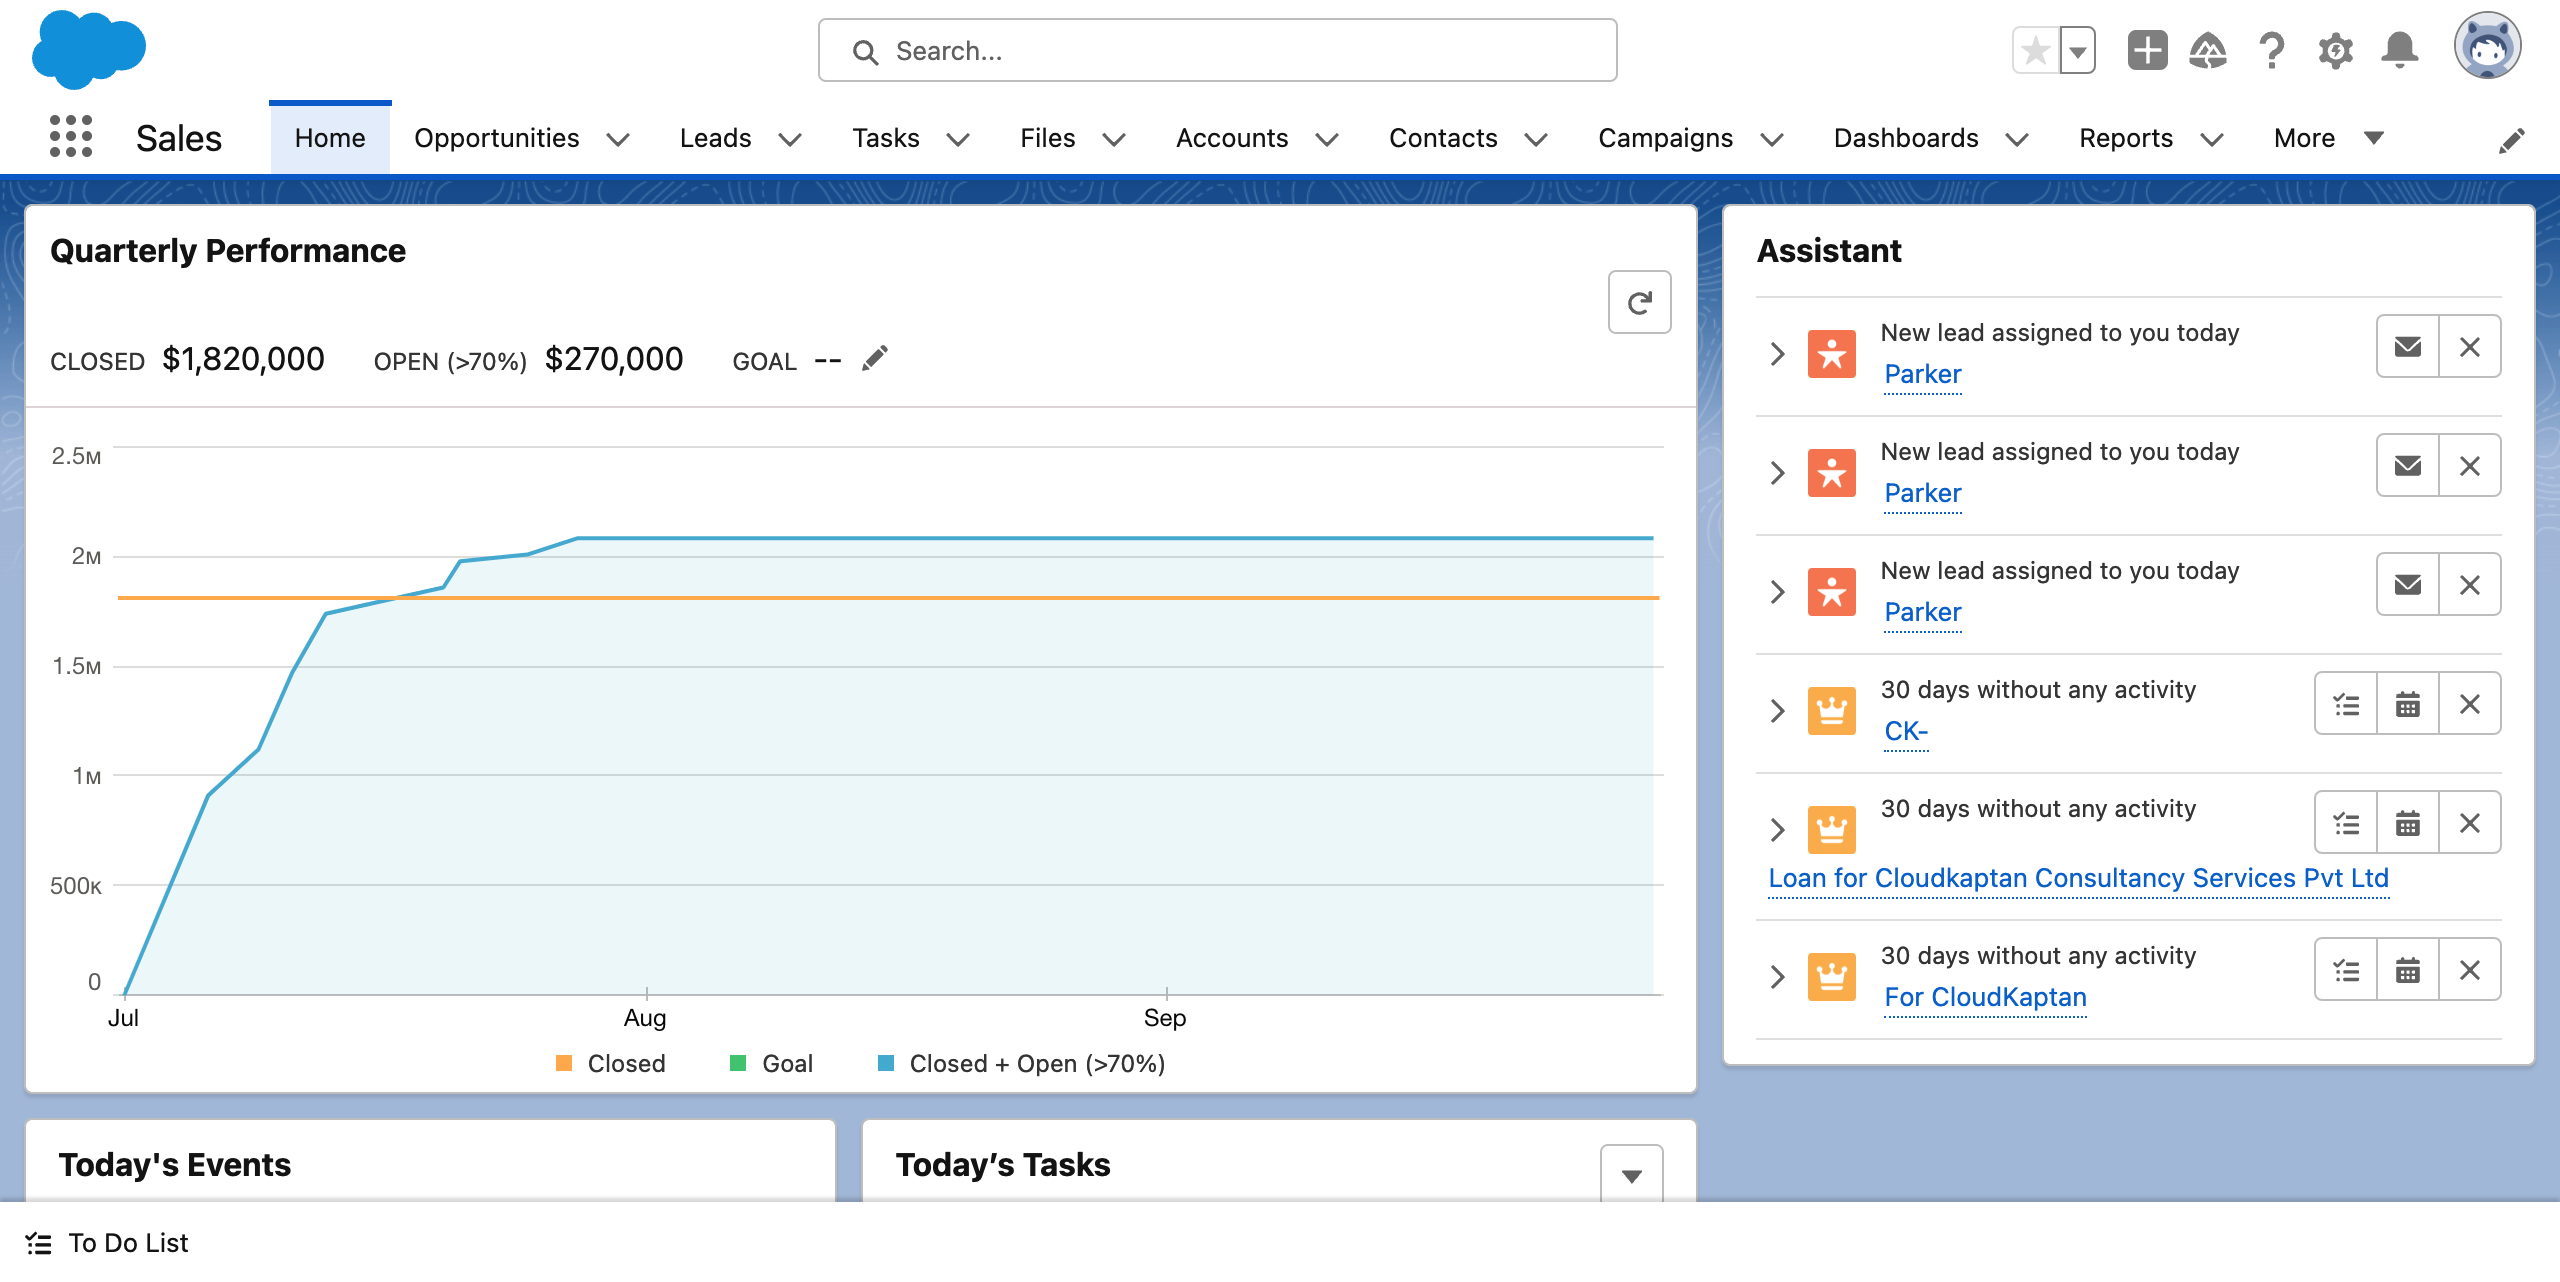 Search...
Sales Home Opportunities Leads Tasks Files Accounts Contacts Campaigns Dashboards Reports More
Quarterly Performance
CLOSED $1,820,000 OPEN (>70%) $270,000 GOAL --
2.5M
2M
1.5M
1M
500K
0
Jul Aug Sep
Closed Goal Closed + Open (>70%)
Assistant
New lead assigned to you today
Parker
New lead assigned to you today
Parker
New lead assigned to you today
Parker
30 days without any activity
CK-
30 days without any activity
Loan for Cloudkaptan Consultancy Services Pvt Ltd
30 days without any activity
For CloudKaptan
Today's Events
Today’s Tasks
To Do List